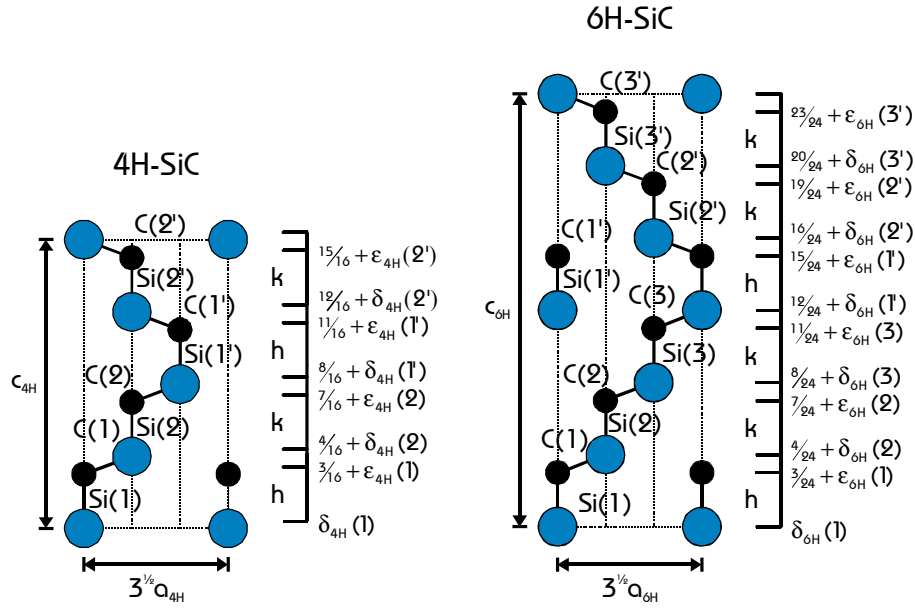 4H-SiC
C(2')
Si(2')
C(1')
Si(1')
C(2)
C(1)
Si(2)
Si(1)
c4H
3^½a4H
k
h
k
h
15/16 + ε4H (2')
12/16 + δ4H (2')
11/16 + ε4H (1')
8/16 + δ4H (1')
7/16 + ε4H (2)
4/16 + δ4H (2)
3/16 + ε4H (1)
δ4H (1)
6H-SiC
C(3')
Si(3')
C(2')
Si(2')
C(1')
Si(1')
C(3)
Si(3)
C(2)
Si(2)
C(1)
Si(1)
c6H
3^½a6H
k
k
h
k
k
h
23/24 + ε6H (3')
20/24 + δ6H (3')
19/24 + ε6H (2')
16/24 + δ6H (2')
15/24 + ε6H (1')
12/24 + δ6H (1')
11/24 + ε6H (3)
8/24 + δ6H (3)
7/24 + ε6H (2)
4/24 + δ6H (2)
3/24 + ε6H (1)
δ6H (1)